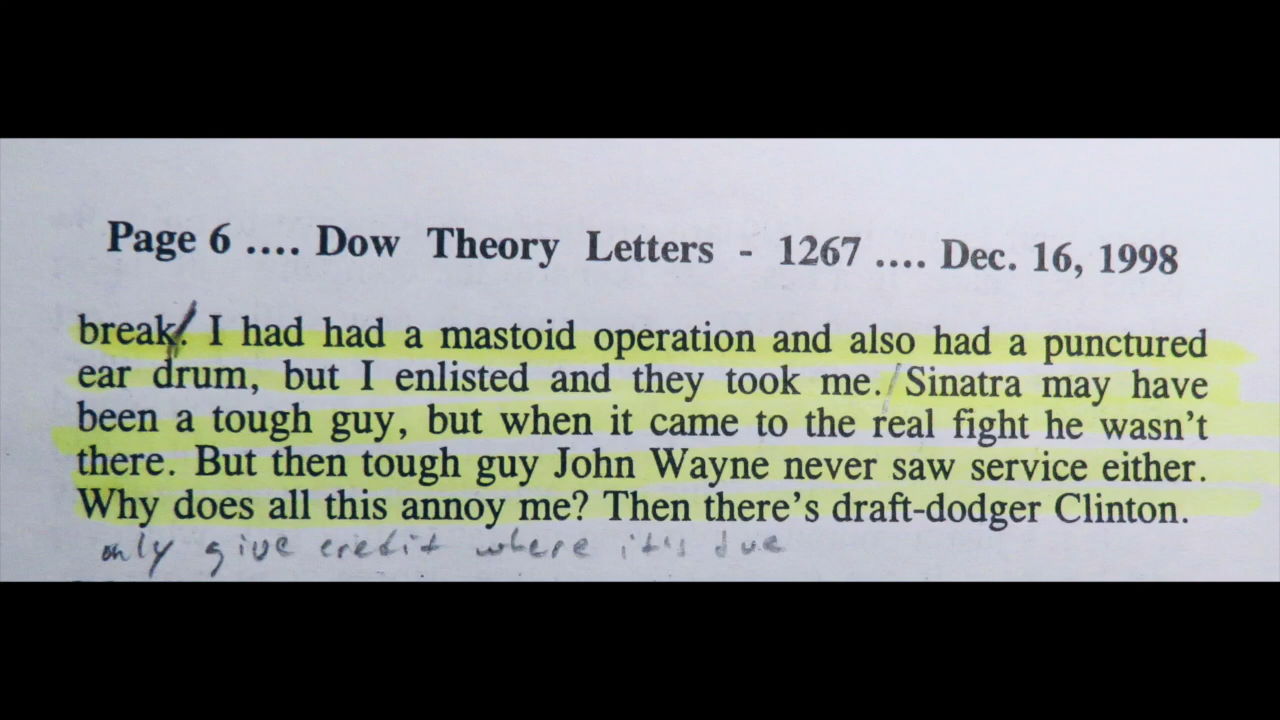 Page 6 .... Dow Theory Letters - 1267 .... Dec. 16, 1998
break. I had had a mastoid operation and also had a punctured
ear drum, but I enlisted and they took me. Sinatra may have
been a tough guy, but when it came to the real fight he wasn't
there. But then tough guy John Wayne never saw service either.
Why does all this annoy me? Then there's draft-dodger Clinton.
only give credit where it's due